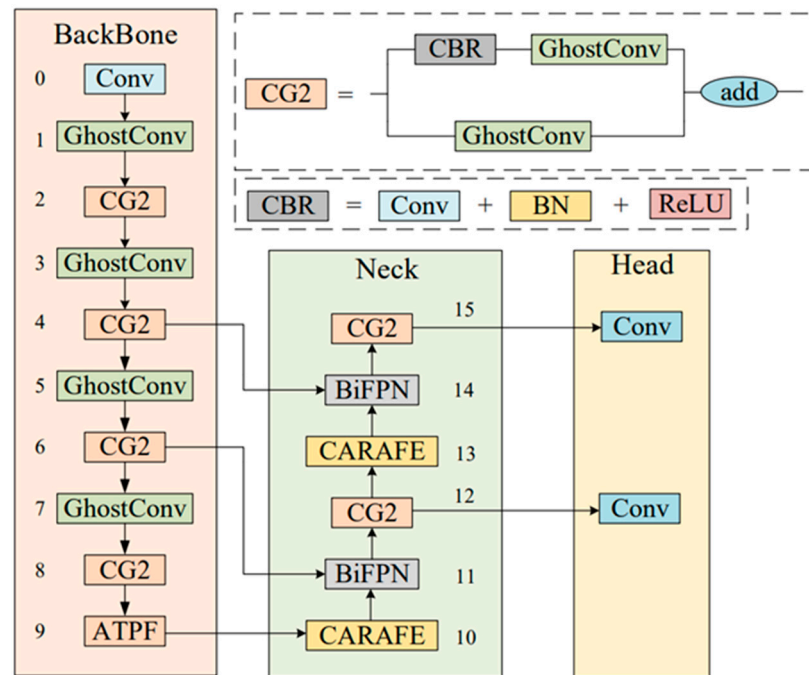 BackBone
0 Conv
1 GhostConv
2 CG2
3 GhostConv
4 CG2
5 GhostConv
6 CG2
7 GhostConv
8 CG2
9 ATPF
CG2 = CBR GhostConv add
GhostConv
CBR = Conv + BN + ReLU
Neck
CG2 15
BiFPN 14
CARAFE 13
CG2 12
BiFPN 11
CARAFE 10
Head
Conv
Conv